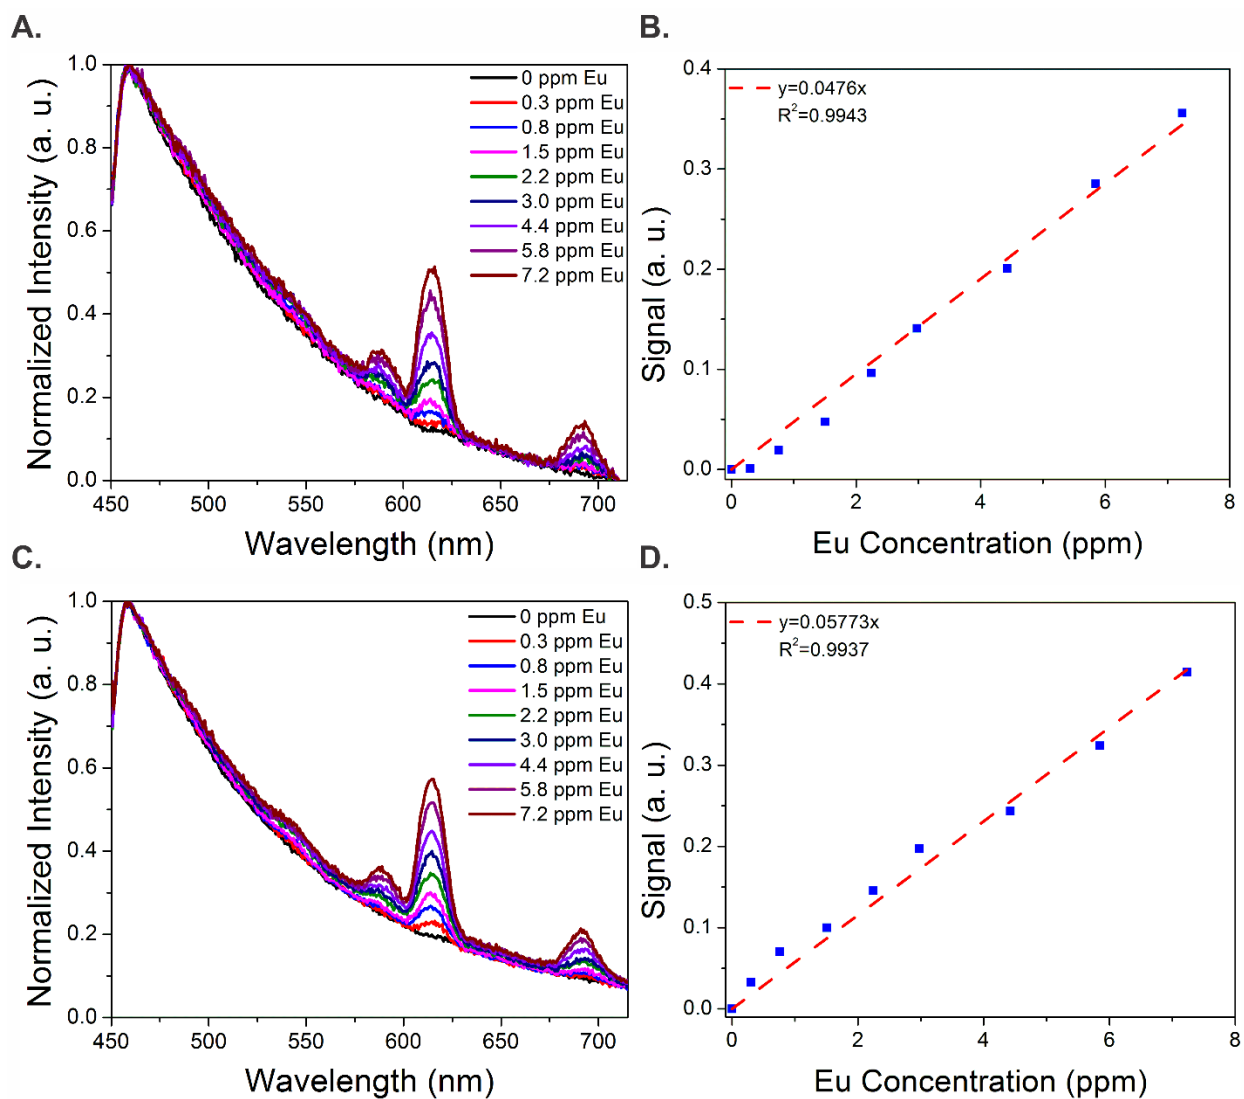 A.
Normalized Intensity (a. u.)
1.0
0.8
0.6
0.4
0.2
0.0
0 ppm Eu
0.3 ppm Eu
0.8 ppm Eu
1.5 ppm Eu
2.2 ppm Eu
3.0 ppm Eu
4.4 ppm Eu
5.8 ppm Eu
7.2 ppm Eu
450 500 550 600 650 700
Wavelength (nm)
B.
Signal (a. u.)
0.4
0.3
0.2
0.1
0.0
y=0.0476x
R²=0.9943
0 2 4 6 8
Eu Concentration (ppm)
C.
Normalized Intensity (a. u.)
1.0
0.8
0.6
0.4
0.2
0.0
0 ppm Eu
0.3 ppm Eu
0.8 ppm Eu
1.5 ppm Eu
2.2 ppm Eu
3.0 ppm Eu
4.4 ppm Eu
5.8 ppm Eu
7.2 ppm Eu
450 500 550 600 650 700
Wavelength (nm)
D.
Signal (a. u.)
0.5
0.4
0.3
0.2
0.1
0.0
y=0.05773x
R²=0.9937
0 2 4 6 8
Eu Concentration (ppm)